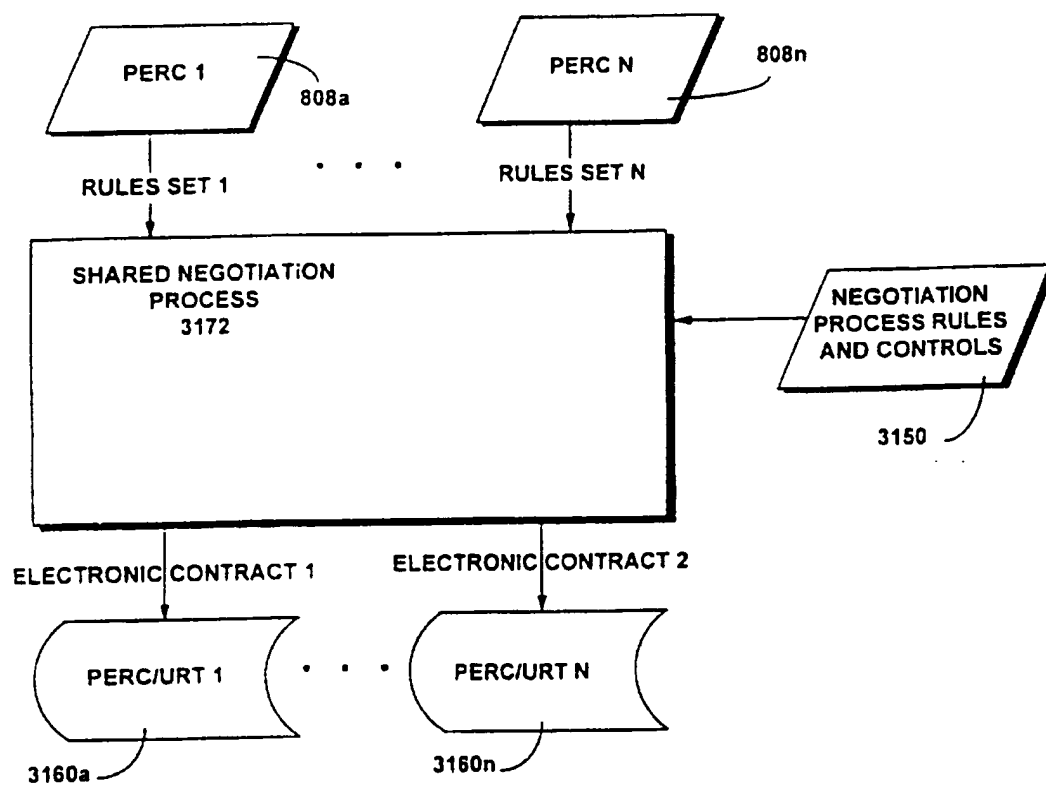 PERC 1
808a
PERC N
808n
RULES SET 1
RULES SET N
SHARED NEGOTIATiON
PROCESS
3172
NEGOTIATION
PROCESS RULES
AND CONTROLS
3150
ELECTRONIC CONTRACT 1
ELECTRONIC CONTRACT 2
PERC/URT 1
PERC/URT N
3160a
3160n